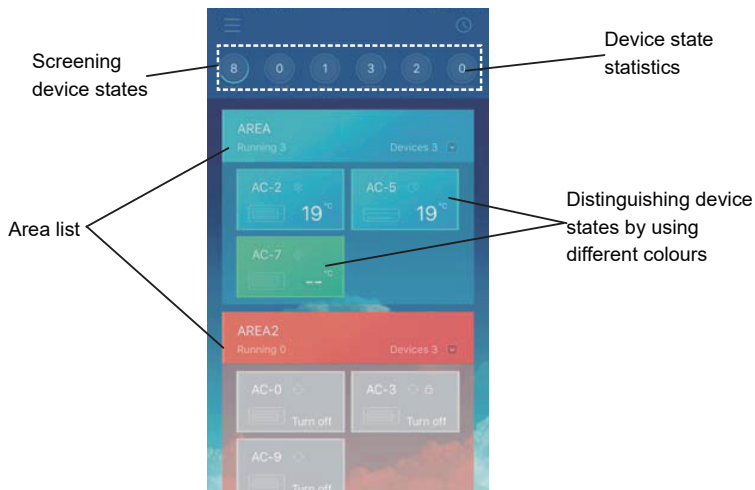 Screening
device states
Device state
statistics
8 0 1 3 2 0
AREA
Running 3 Devices 3
AC-2 AC-5
19 °C 19 °C
Area list
Distinguishing device
states by using
different colours
AC-7
-- °C
AREA2
Running 0 Devices 3
AC-0 AC-3
Turn off Turn off
AC-9
Turn off